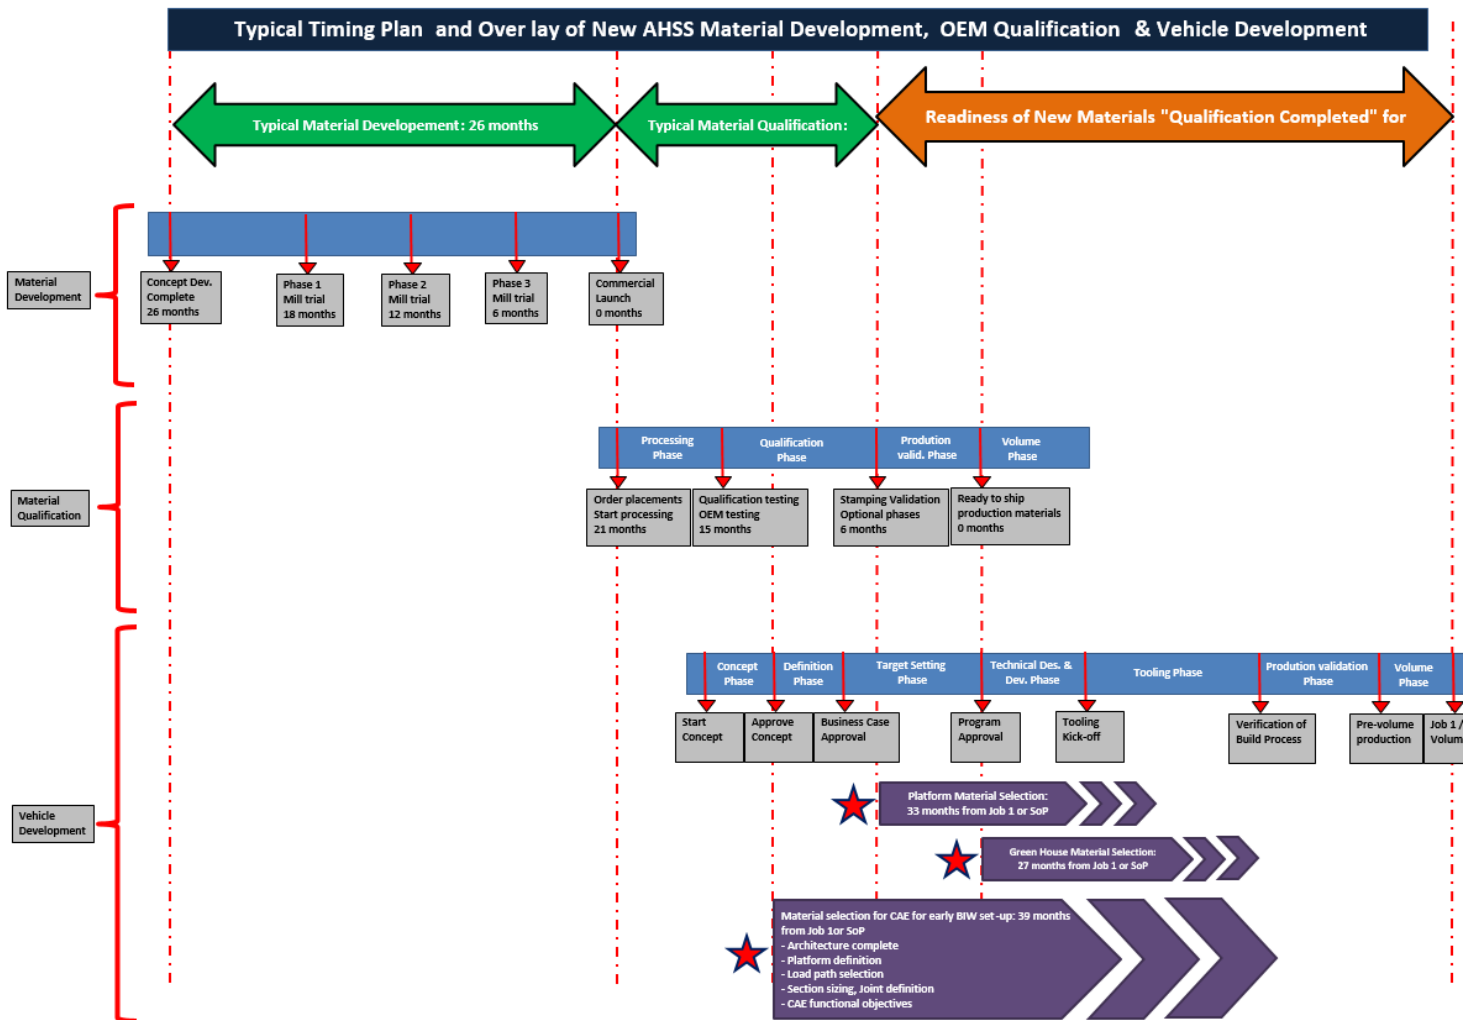 Typical Timing Plan and Over lay of New AHSS Material Development, OEM Qualification & Vehicle Development
Typical Material Developement: 26 months
Typical Material Qualification:
Readiness of New Materials "Qualification Completed" for
Material
Development
Concept Dev.
Complete
26 months
Phase 1
Mill trial
18 months
Phase 2
Mill trial
12 months
Phase 3
Mill trial
6 months
Commercial
Launch
0 months
Material
Qualification
Processing
Phase
Qualification
Phase
Prodution
valid. Phase
Volume
Phase
Order placements
Start processing
21 months
Qualification testing
OEM testing
15 months
Stamping Validation
Optional phases
6 months
Ready to ship
production materials
0 months
Vehicle
Development
Concept
Phase
Definition
Phase
Target Setting
Phase
Technical Des. &
Dev. Phase
Tooling Phase
Prodution validation
Phase
Volume
Phase
Start
Concept
Approve
Concept
Business Case
Approval
Program
Approval
Tooling
Kick-off
Verification of
Build Process
Pre-volume
production
Job 1 /
Volum
Platform Material Selection:
33 months from Job 1 or SoP
Green House Material Selection:
27 months from Job 1 or SoP
Material selection for CAE for early BIW set-up: 39 months
from Job 1or SoP
- Architecture complete
- Platform definition
- Load path selection
- Section sizing, Joint definition
- CAE functional objectives